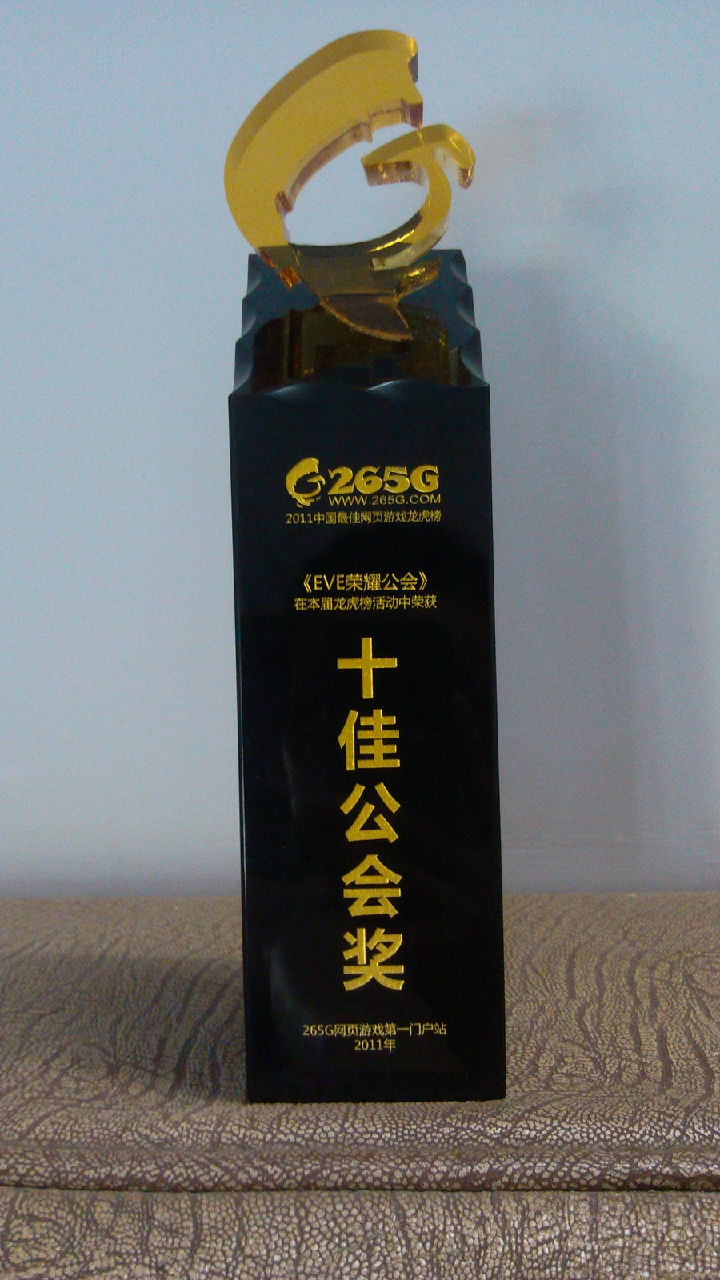 265G
WWW.265G.COM
2011中国最佳网页游戏龙虎榜
《EVE荣耀公会》
在本届龙虎榜活动中荣获
十佳公会奖
265G网页游戏第一门户站
2011年